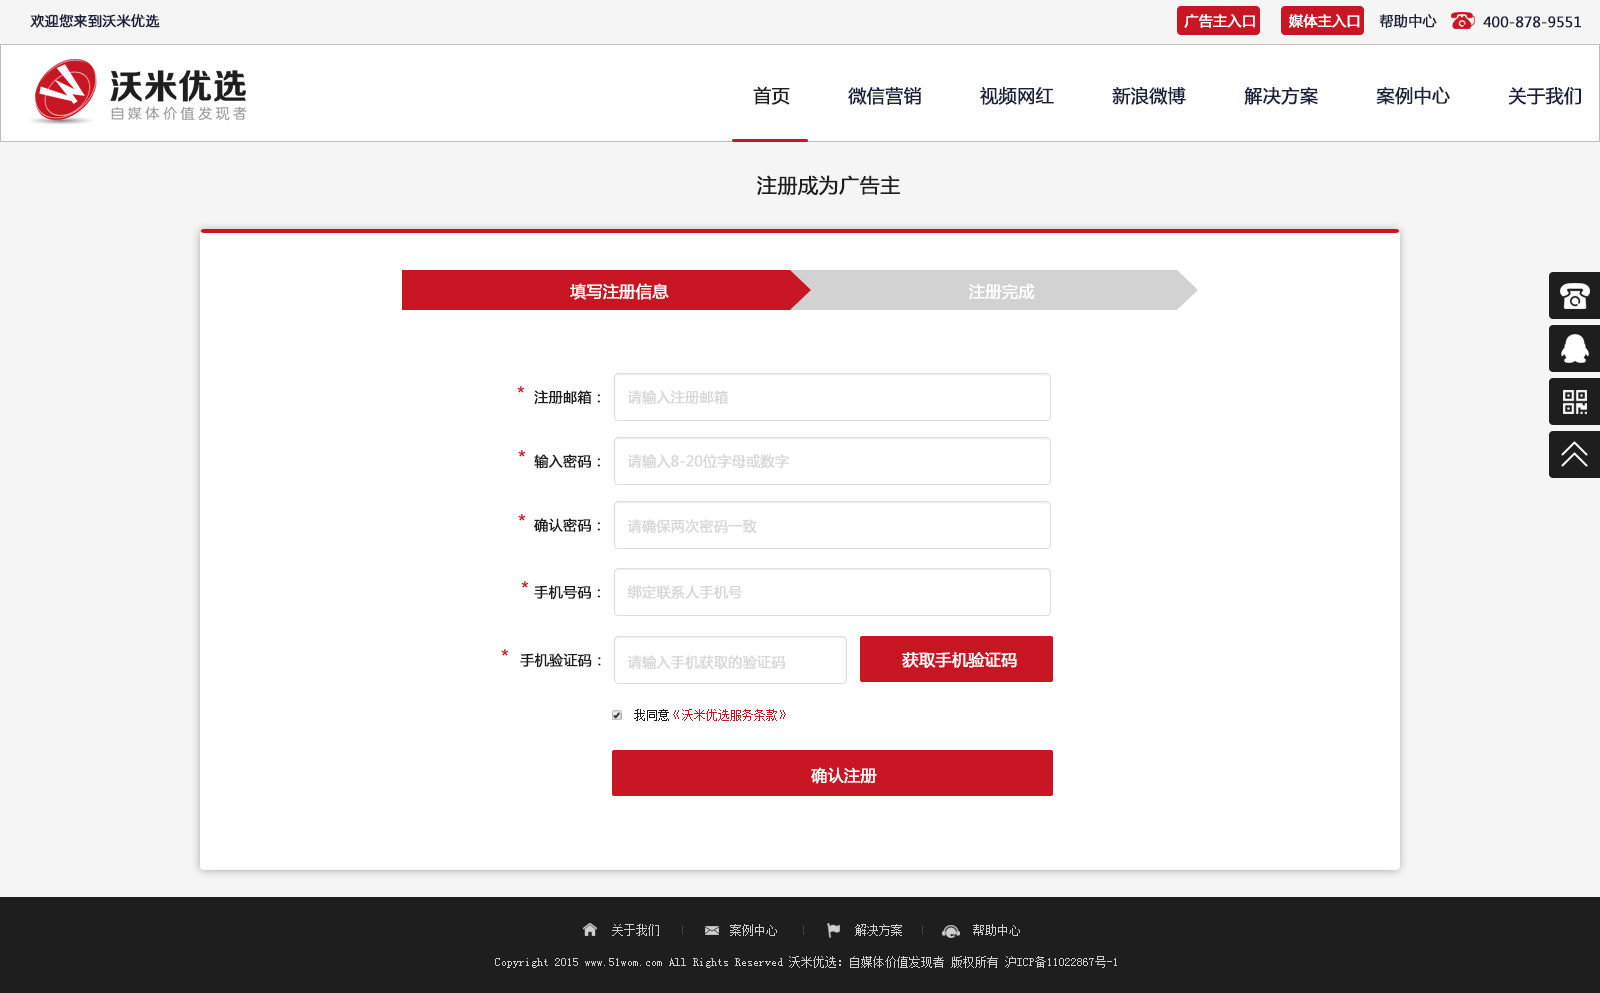 欢迎您来到沃米优选
广告主入口 媒体主入口 帮助中心 400-878-9551
沃米优选
自媒体价值发现者
首页 微信营销 视频网红 新浪微博 解决方案 案例中心 关于我们
注册成为广告主
填写注册信息 注册完成
* 注册邮箱： 请输入注册邮箱
* 输入密码： 请输入8-20位字母或数字
* 确认密码： 请确保两次密码一致
* 手机号码： 绑定联系人手机号
* 手机验证码： 请输入手机获取的验证码 获取手机验证码
我同意《沃米优选服务条款》
确认注册
关于我们 案例中心 解决方案 帮助中心
Copyright 2015 www.51wom.com All Rights Reserved 沃米优选：自媒体价值发现者 版权所有 沪ICP备11022867号-1